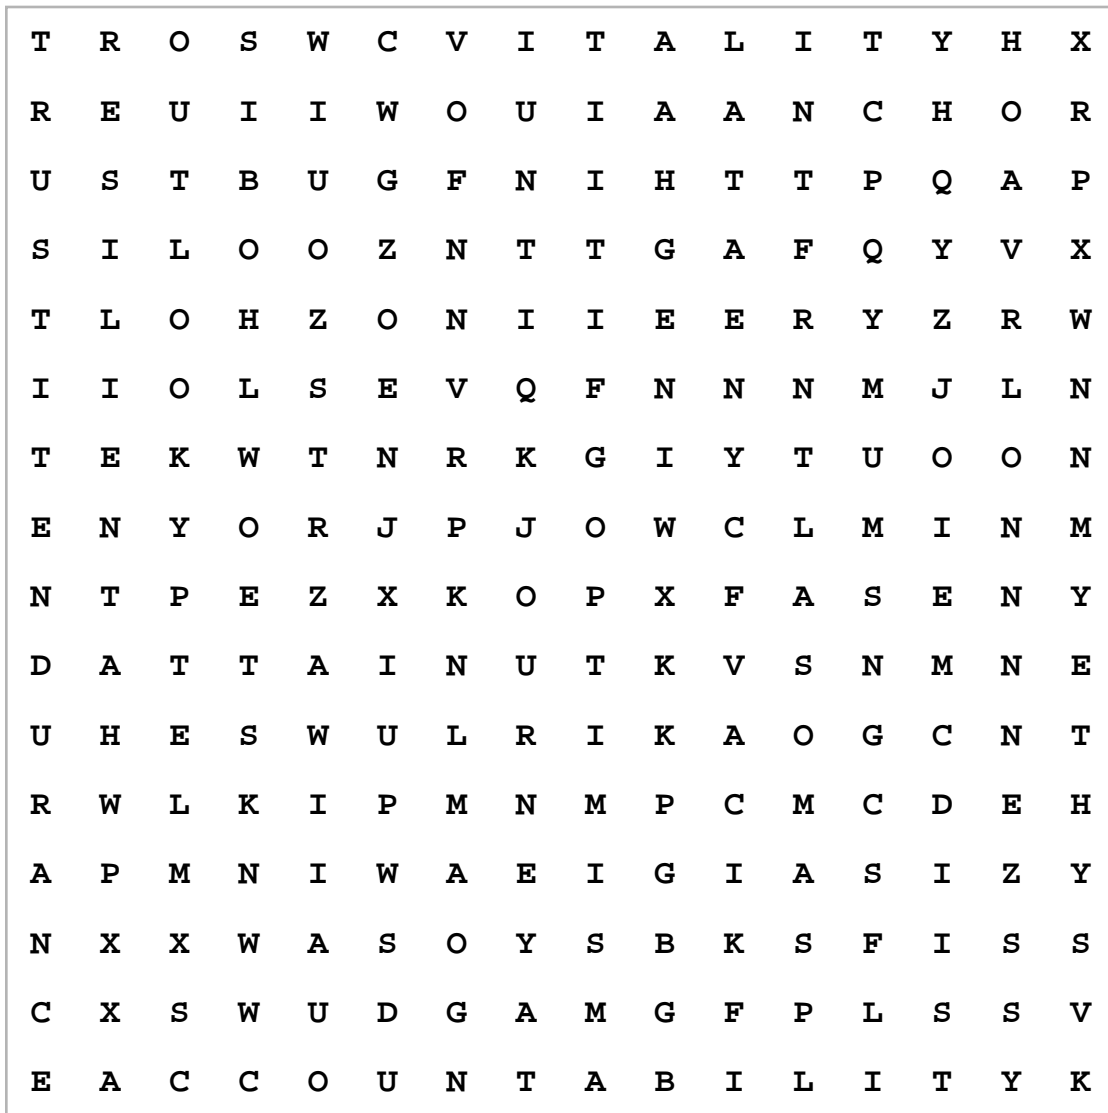 T R O S W C V I T A L I T Y H X
R E U I I W O U I A A N C H O R
U S T B U G F N I H T T P Q A P
S I L O O Z N T T G A F Q Y V X
T L O H Z O N I I E E R Y Z R W
I I O L S E V Q F N N N M J L N
T E K W T N R K G I Y T U O O N
E N Y O R J P J O W C L M I N M
N T P E Z X K O P X F A S E N Y
D A T T A I N U T K V S N M N E
U H E S W U L R I K A O G C N T
R W L K I P M N M P C M C D E H
A P M N I W A E I G I A S I Z Y
N X X W A S O Y S B K S F I S S
C X S W U D G A M G F P L S S V
E A C C O U N T A B I L I T Y K